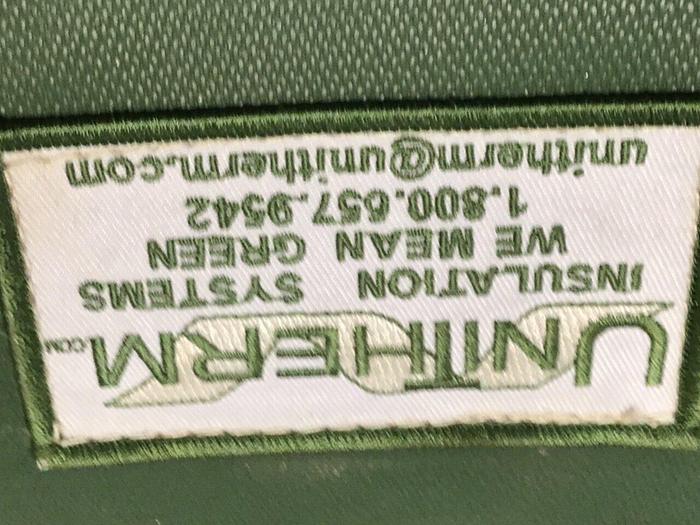 UNITHERM.COM
INSULATION SYSTEMS
WE MEAN GREEN
1.800.657.9542
unitherm@unitherm.com